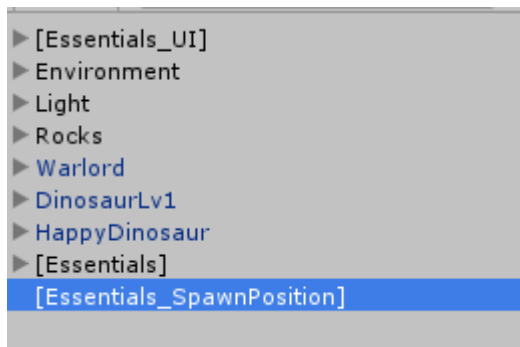 [Essentials_UI]
Environment
Light
Rocks
Warlord
DinosaurLv1
HappyDinosaur
[Essentials]
[Essentials_SpawnPosition]